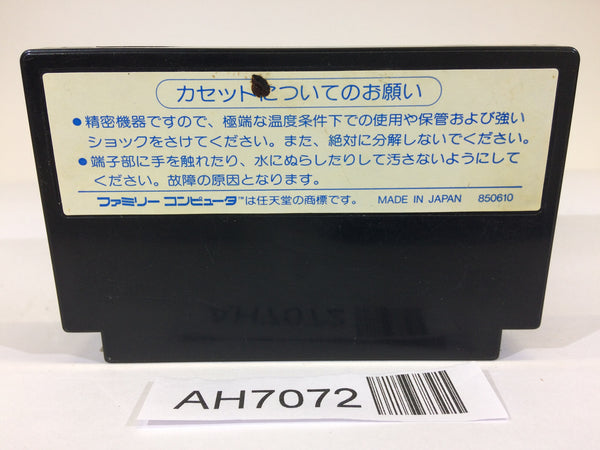 カセットについてのお願い
●精密機器ですので、極端な温度条件下での使用や保管および強い
ショックをさけてください。また、絶対に分解しないでください。
●端子部に手を触れたり、水にぬらしたりして汚さないようにして
ください。故障の原因となります。
ファミリーコンピュータ™は任天堂の商標です。 MADE IN JAPAN 850610
AH7072
AH7072